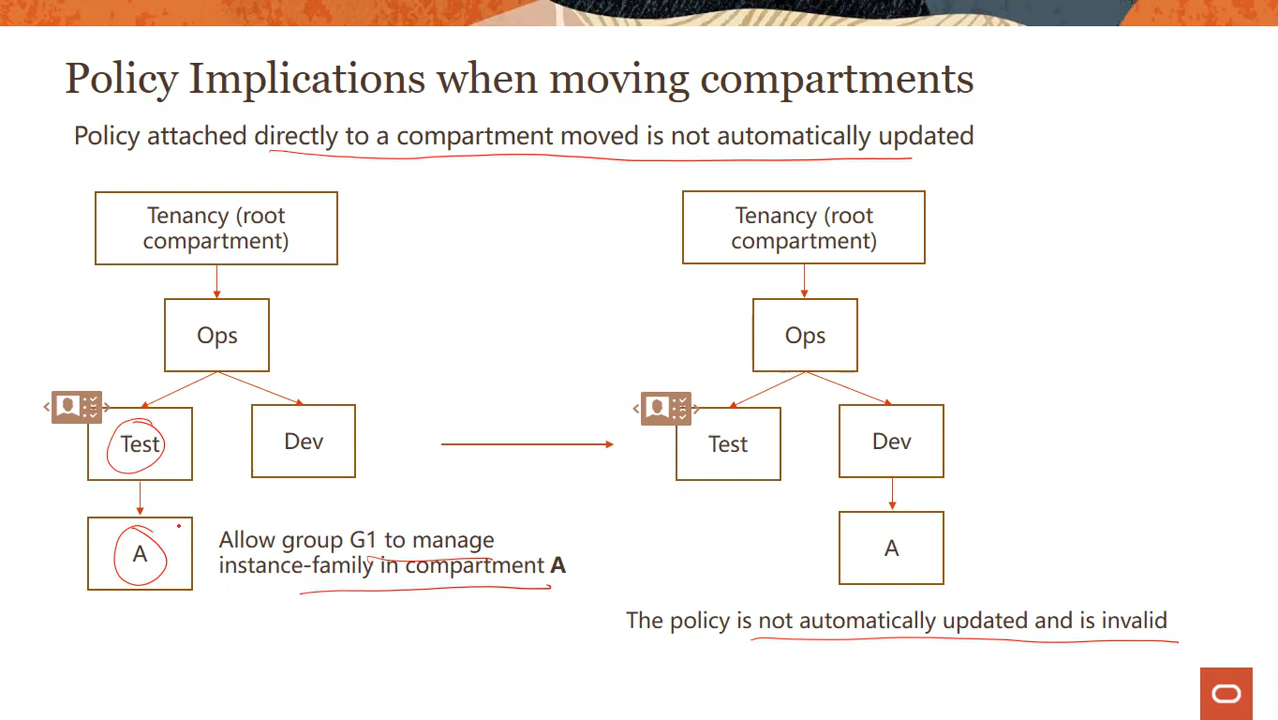 Policy Implications when moving compartments
Policy attached directly to a compartment moved is not automatically updated
Tenancy (root
compartment)
Ops
Test
Dev
A
Allow group G1 to manage
instance-family in compartment A
Tenancy (root
compartment)
Ops
Test
Dev
A
The policy is not automatically updated and is invalid